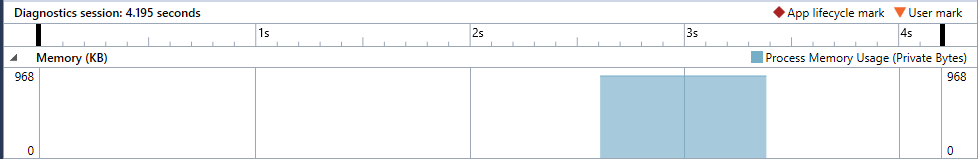 Diagnostics session: 4.195 seconds App lifecycle mark User mark
1s 2s 3s 4s
Memory (KB) Process Memory Usage (Private Bytes)
968 968
0 0